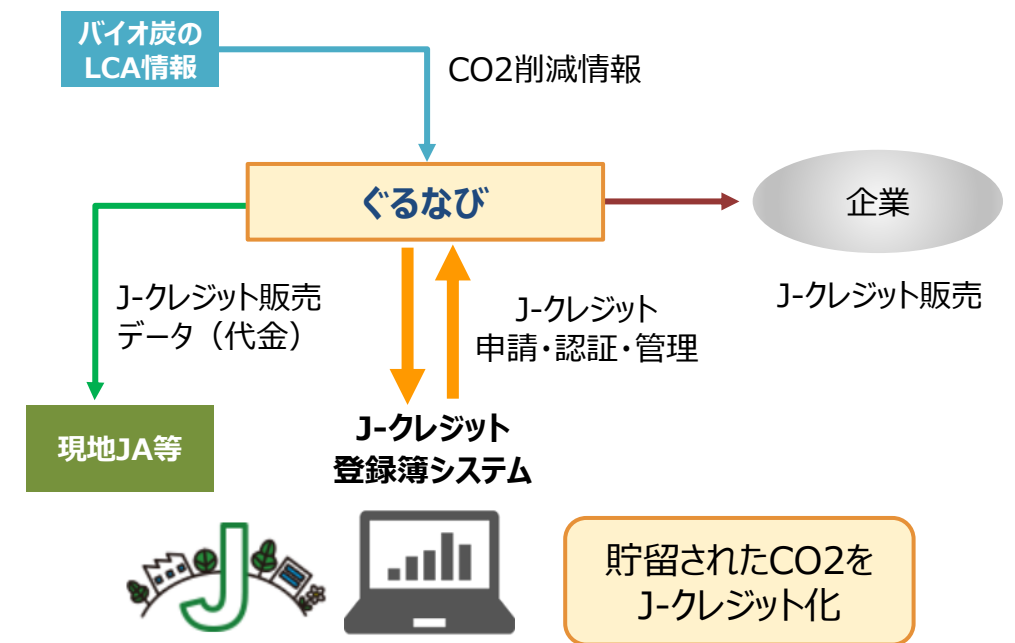 バイオ炭の
LCA情報
CO2削減情報
ぐるなび
企業
J-クレジット販売
データ（代金）
J-クレジット
申請・認証・管理
J-クレジット販売
現地JA等
J-クレジット
登録簿システム
J
貯留されたCO2を
J-クレジット化